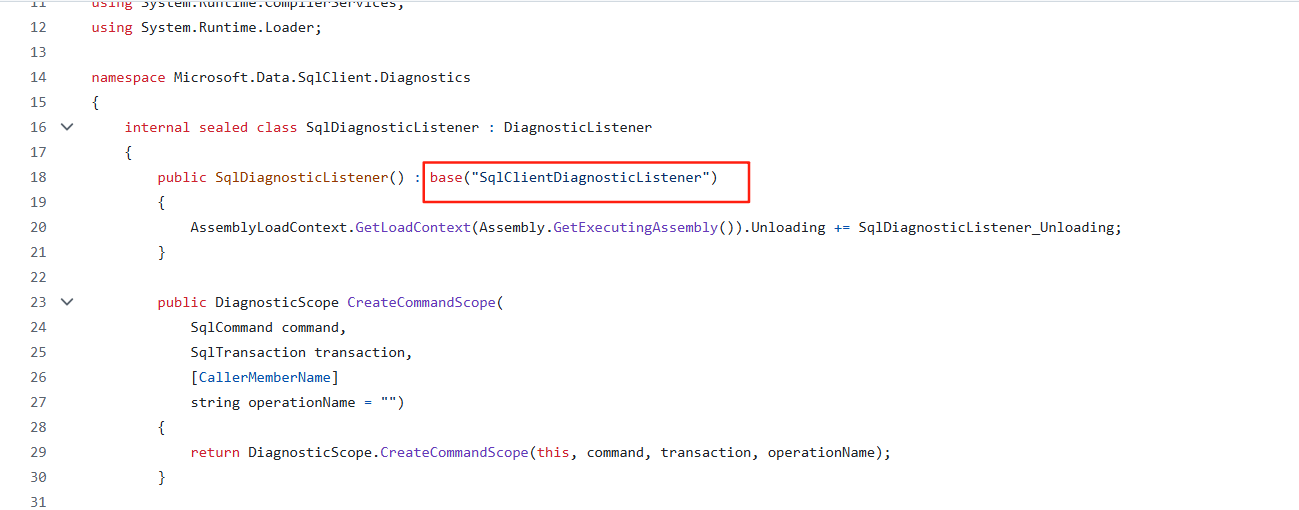 11 using System.Runtime.CompilerServices;
12 using System.Runtime.Loader;
13
14 namespace Microsoft.Data.SqlClient.Diagnostics
15 {
16 internal sealed class SqlDiagnosticListener : DiagnosticListener
17 {
18 public SqlDiagnosticListener() : base("SqlClientDiagnosticListener")
19 {
20 AssemblyLoadContext.GetLoadContext(Assembly.GetExecutingAssembly()).Unloading += SqlDiagnosticListener_Unloading;
21 }
22
23 public DiagnosticScope CreateCommandScope(
24 SqlCommand command,
25 SqlTransaction transaction,
26 [CallerMemberName]
27 string operationName = "")
28 {
29 return DiagnosticScope.CreateCommandScope(this, command, transaction, operationName);
30 }
31